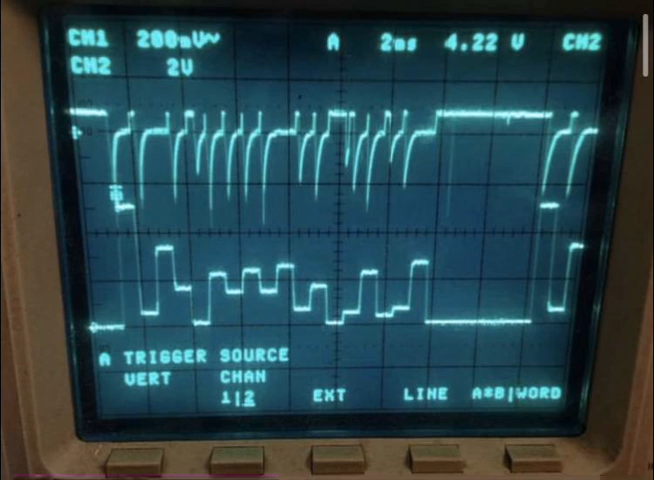 CH1 200mV~ A 2ms 4.22 V CH2
CH2 2V
A TRIGGER SOURCE
VERT CHAN
1|2 EXT LINE A*B|WORD